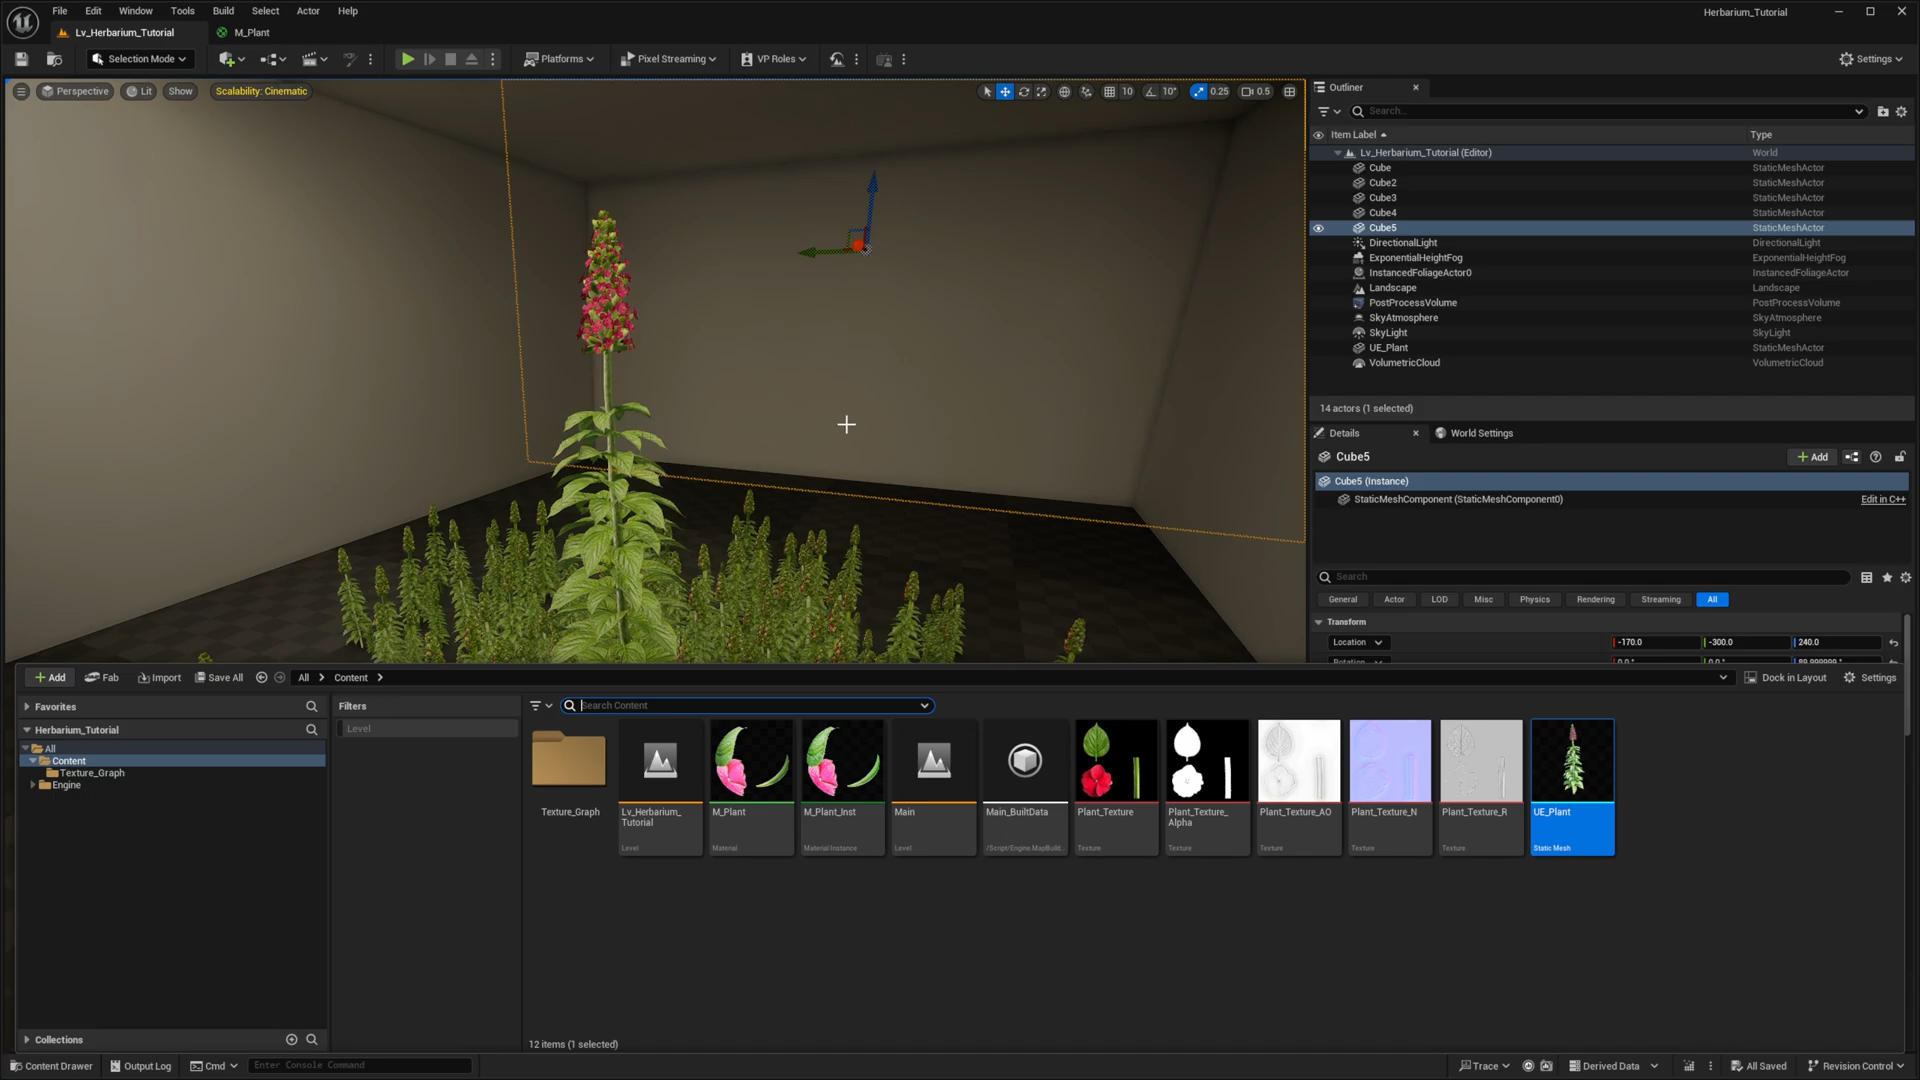 File Edit Window Tools Build Select Actor Help
Herbarium_Tutorial
Lv_Herbarium_Tutorial
M_Plant
Selection Mode
Platforms
Pixel Streaming
VP Roles
Settings
Perspective
Lit
Show
Scalability: Cinematic
10
10°
0.25
0.5
Outliner
Search...
Item Label
Type
Lv_Herbarium_Tutorial (Editor) World
Cube StaticMeshActor
Cube2 StaticMeshActor
Cube3 StaticMeshActor
Cube4 StaticMeshActor
Cube5 StaticMeshActor
DirectionalLight DirectionalLight
ExponentialHeightFog ExponentialHeightFog
InstancedFoliageActor0 InstancedFoliageActor
Landscape Landscape
PostProcessVolume PostProcessVolume
SkyAtmosphere SkyAtmosphere
SkyLight SkyLight
UE_Plant StaticMeshActor
VolumetricCloud VolumetricCloud
14 actors (1 selected)
Details
World Settings
Cube5
Add
Cube5 (Instance)
StaticMeshComponent (StaticMeshComponent0)
Edit in C++
Search
General Actor LOD Misc Physics Rendering Streaming All
Transform
Location -170.0 -300.0 240.0
Add
Fab
Import
Save All
All
Content
Dock in Layout
Settings
Favorites
Herbarium_Tutorial
All
Content
Texture_Graph
Engine
Collections
Filters
Level
Search Content
Texture_Graph
Lv_Herbarium_
Tutorial
Level
M_Plant
Material
M_Plant_Inst
Material Instance
Main
Level
Main_BuiltData
/Script/Engine.MapBuild...
Plant_Texture
Texture
Plant_Texture_
Alpha
Texture
Plant_Texture_AO
Texture
Plant_Texture_N
Texture
Plant_Texture_R
Texture
UE_Plant
Static Mesh
12 items (1 selected)
Content Drawer
Output Log
Cmd
Enter Console Command
Trace
Derived Data
All Saved
Revision Control